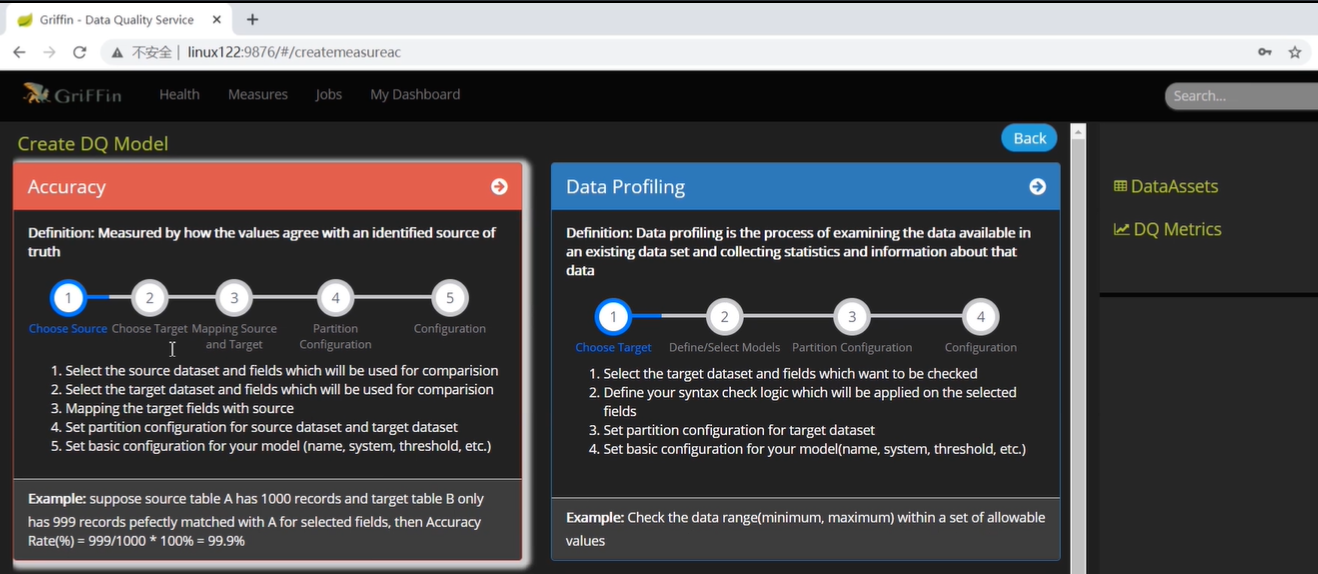 Griffin - Data Quality Service
不安全 | linux122:9876/#/createmeasureac
GriFFin
Health
Measures
Jobs
My Dashboard
Search...
Create DQ Model
Back
Accuracy
Definition: Measured by how the values agree with an identified source of
truth
1
2
3
4
5
Choose Source
Choose Target
Mapping Source
and Target
Partition
Configuration
Configuration
1. Select the source dataset and fields which will be used for comparision
2. Select the target dataset and fields which will be used for comparision
3. Mapping the target fields with source
4. Set partition configuration for source dataset and target dataset
5. Set basic configuration for your model (name, system, threshold, etc.)
Example: suppose source table A has 1000 records and target table B only
has 999 records pefectly matched with A for selected fields, then Accuracy
Rate(%) = 999/1000 * 100% = 99.9%
Data Profiling
Definition: Data profiling is the process of examining the data available in
an existing data set and collecting statistics and information about that
data
1
2
3
4
Choose Target
Define/Select Models
Partition Configuration
Configuration
1. Select the target dataset and fields which want to be checked
2. Define your syntax check logic which will be applied on the selected
fields
3. Set partition configuration for target dataset
4. Set basic configuration for your model(name, system, threshold, etc.)
Example: Check the data range(minimum, maximum) within a set of allowable
values
DataAssets
DQ Metrics